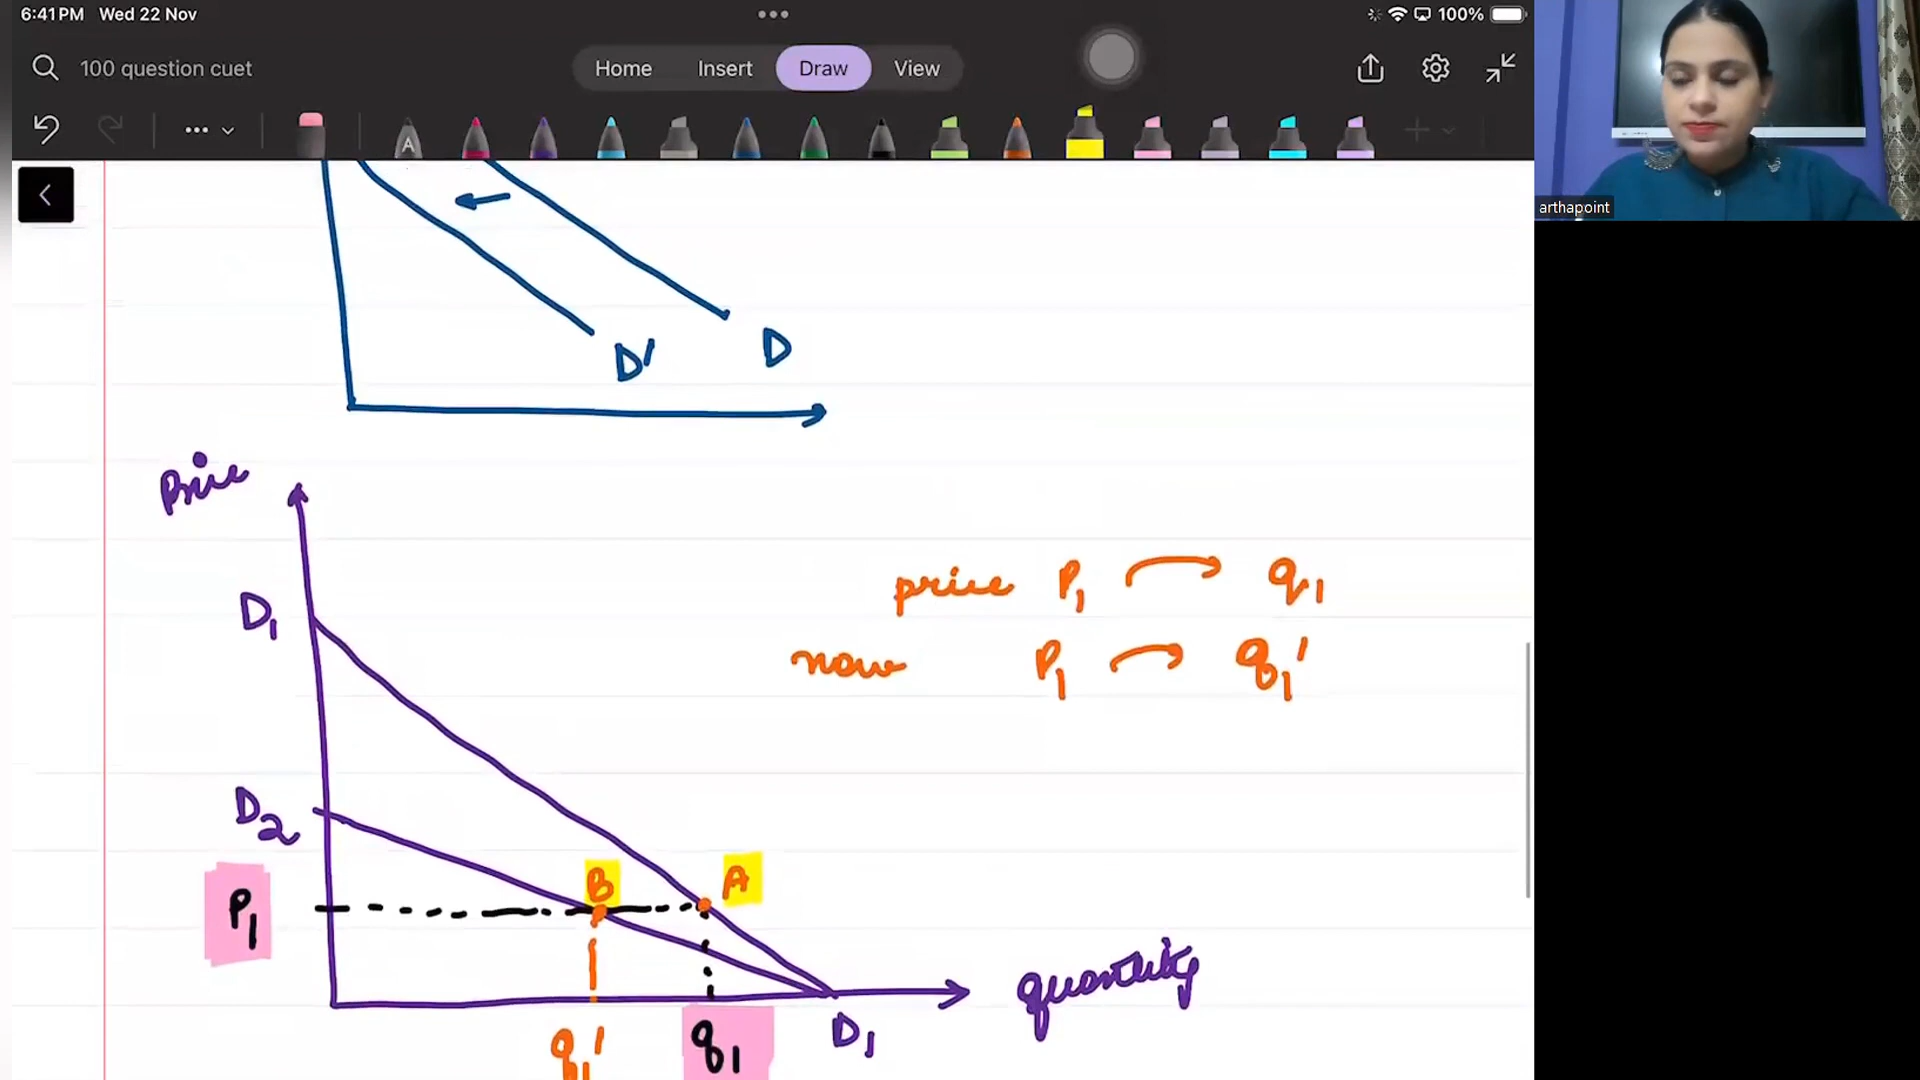 6:41 PM Wed 22 Nov
100%
100 question cuet
Home Insert Draw View
A
arthapoint
D' D
Price
D1
price P1 q1
now P1 q1'
D2
B A
P1
quantity
q1' q1 D1